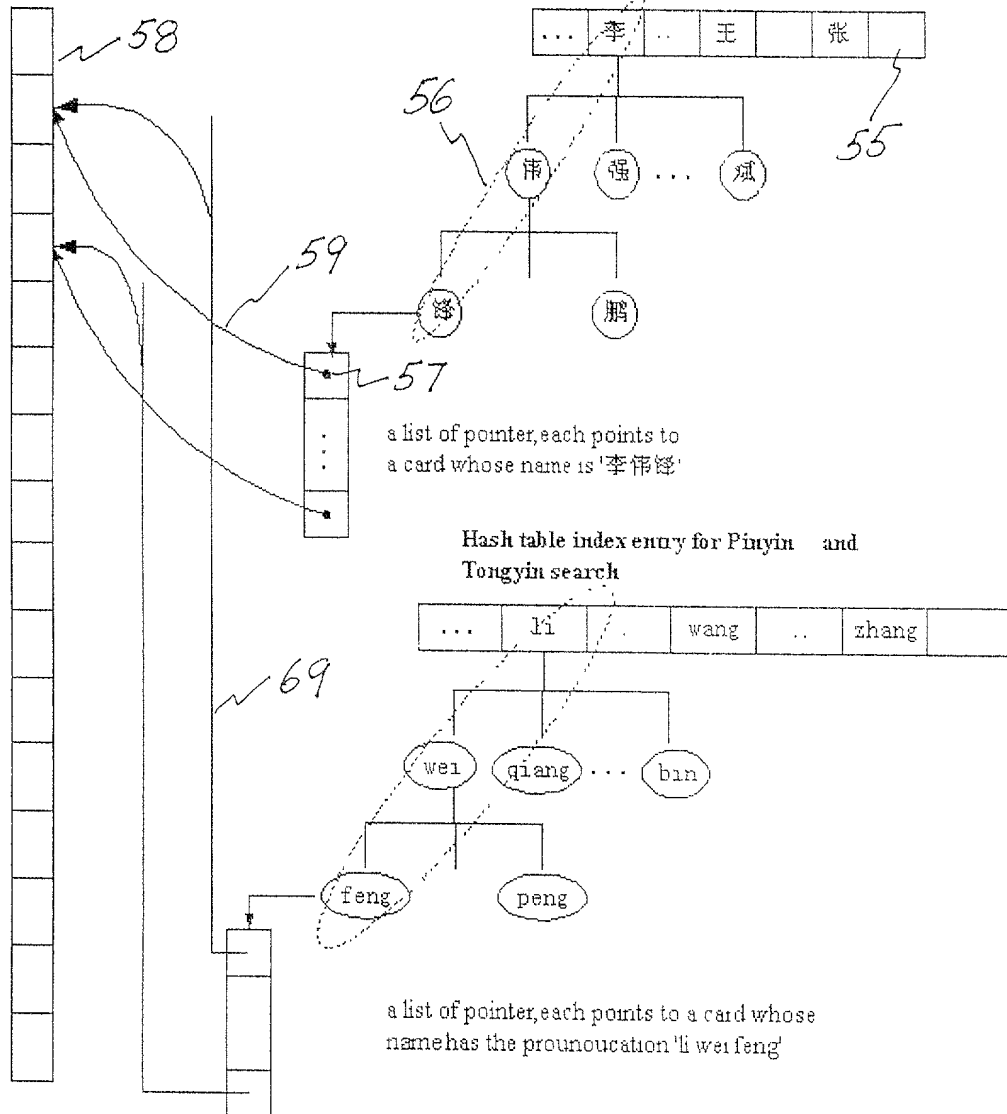 58
... 李 .. 王 张
56
55
伟 强 ... 斌
59
锋 鹏
57
a list of pointer, each points to
a card whose name is '李伟锋'
Hash table index entry for Pinyin and
Tongyin search
... li . wang .. zhang
69
wei qiang ... bin
feng peng
a list of pointer, each points to a card whose
name has the prounoucation 'li wei feng'